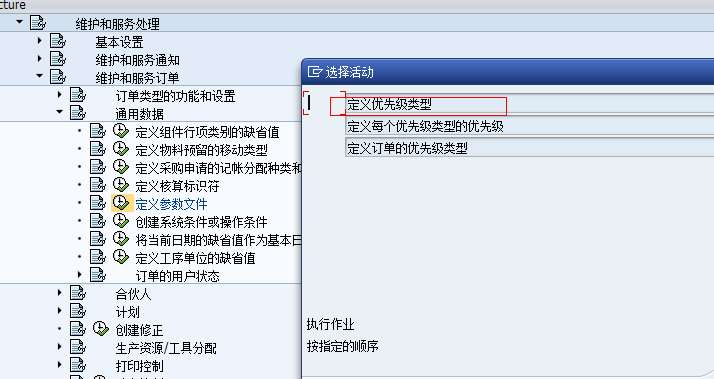 cture
维护和服务处理
基本设置
维护和服务通知
维护和服务订单
订单类型的功能和设置
通用数据
定义组件行项类别的缺省值
定义物料预留的移动类型
定义采购申请的记帐分配种类和
定义核算标识符
定义参数文件
创建系统条件或操作条件
将当前日期的缺省值作为基本日
定义工序单位的缺省值
订单的用户状态
合伙人
计划
创建修正
生产资源/工具分配
打印控制
选择活动
定义优先级类型
定义每个优先级类型的优先级
定义订单的优先级类型
执行作业
按指定的顺序